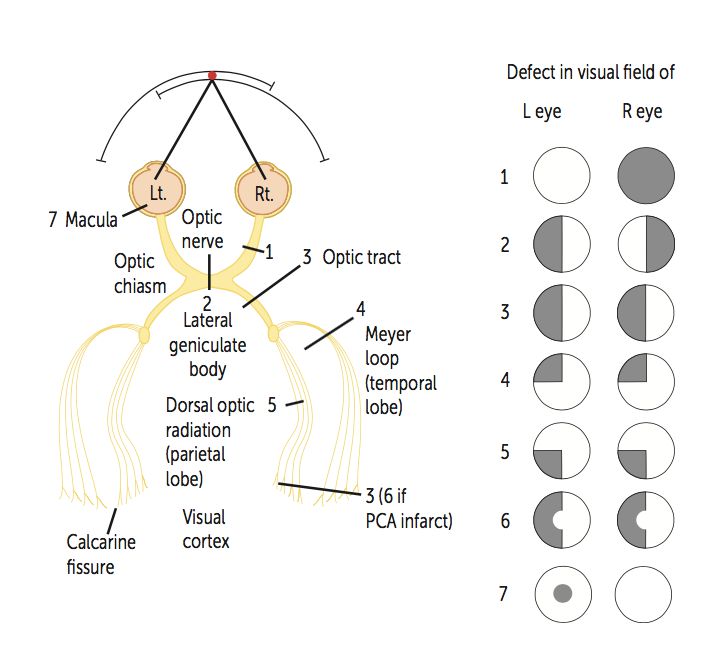 Defect in visual field of
L eye R eye
Lt.
Rt.
7 Macula
Optic
nerve
1
Optic
chiasm
3 Optic tract
2
Lateral
geniculate
body
4
Meyer
loop
(temporal
lobe)
Dorsal optic
radiation
(parietal
lobe)
5
3 (6 if
PCA infarct)
Visual
cortex
Calcarine
fissure
1
2
3
4
5
6
7